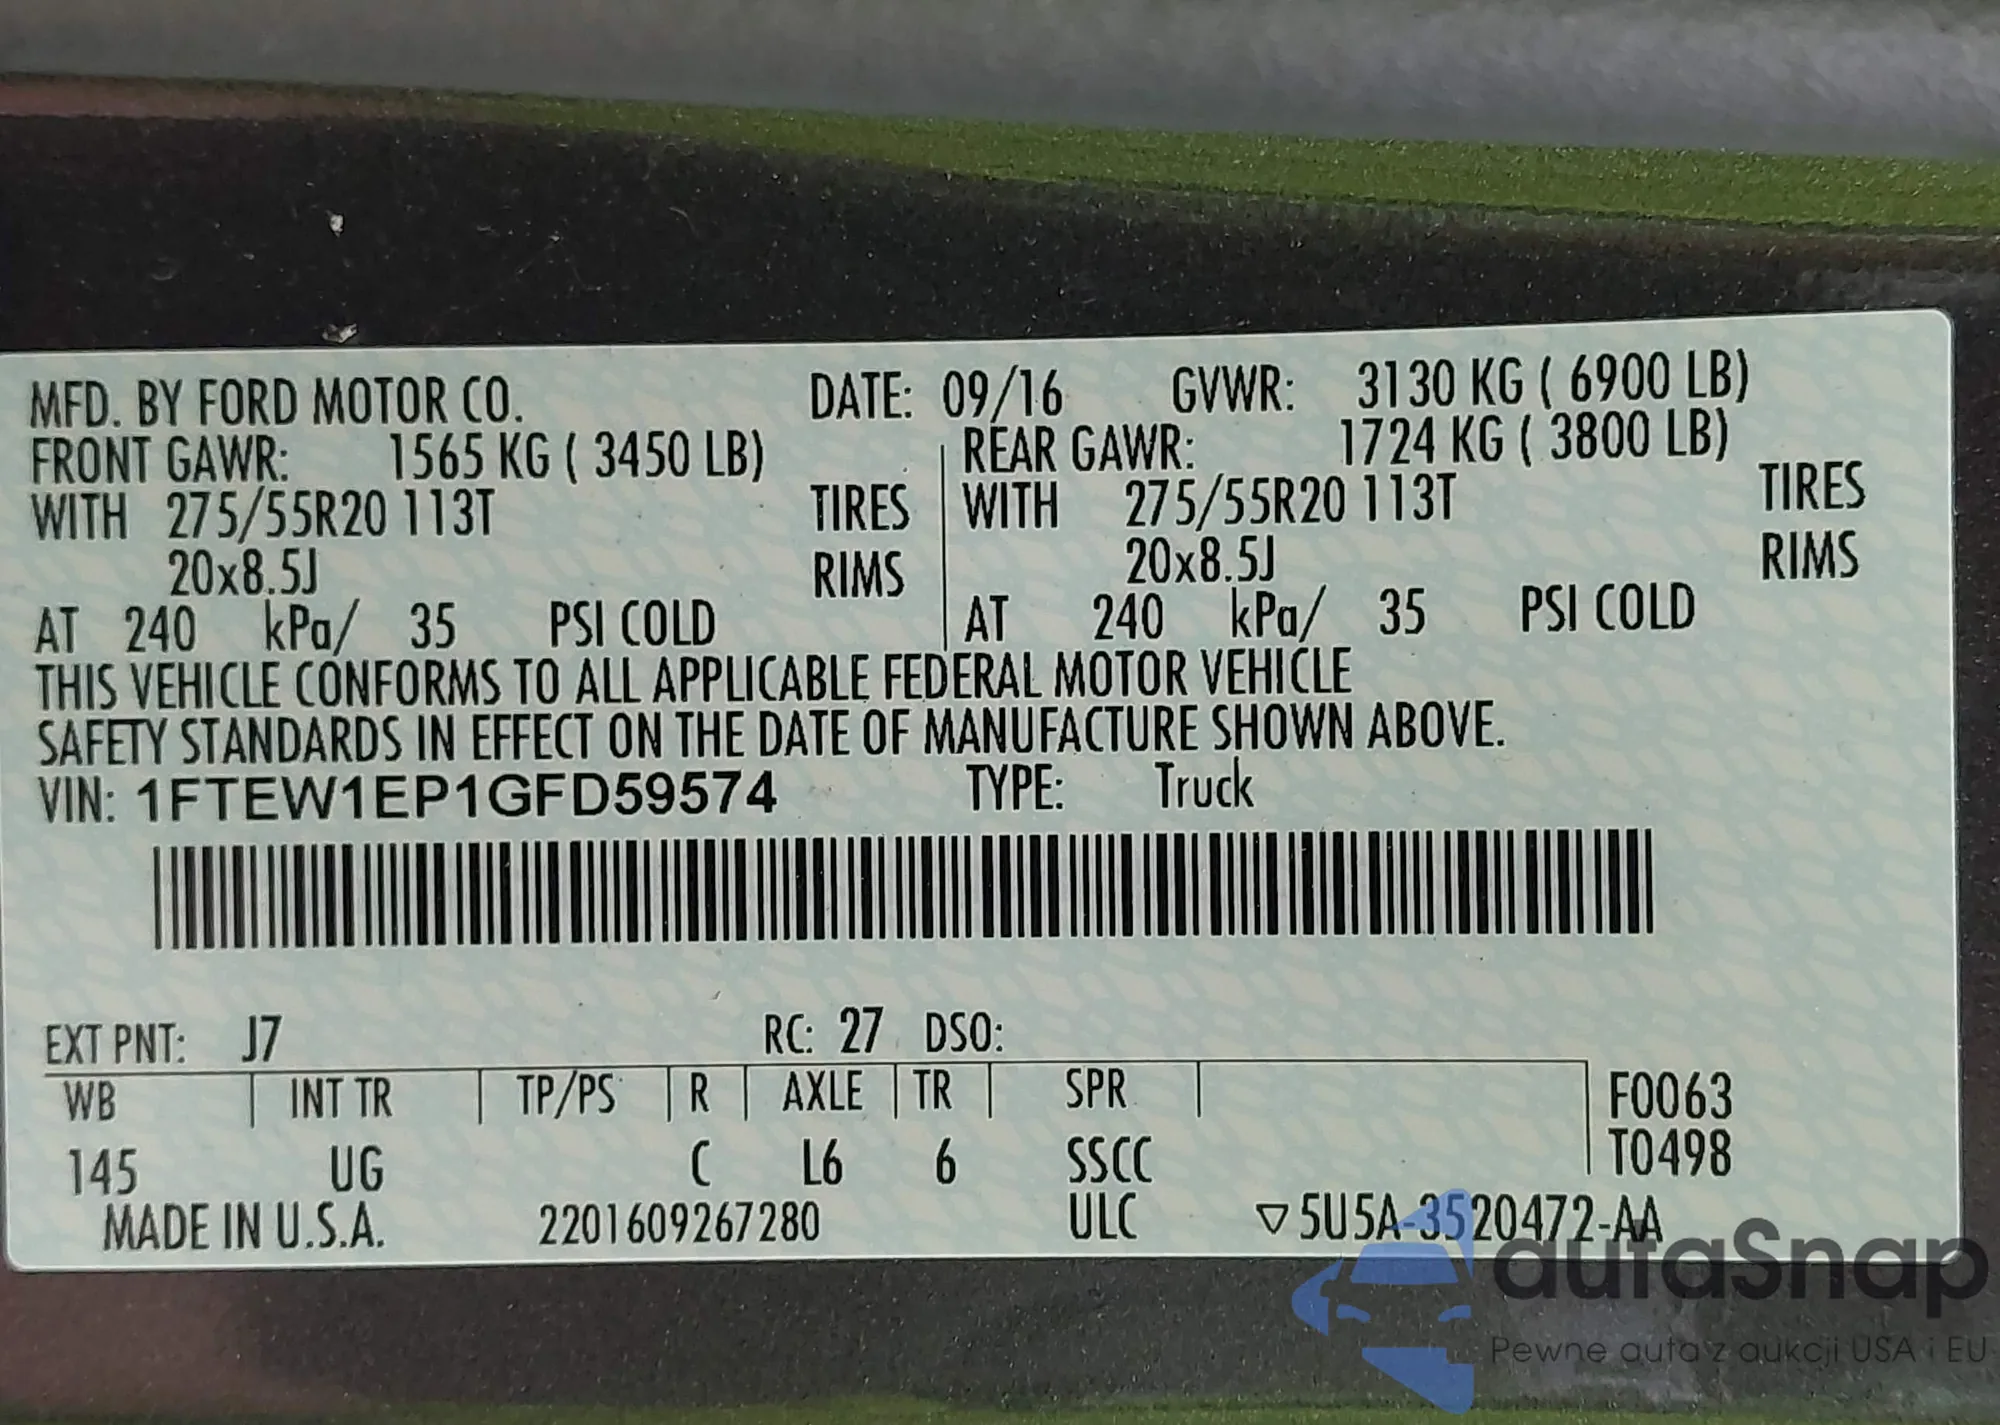 MFD. BY FORD MOTOR CO. DATE: 09/16 GVWR: 3130 KG ( 6900 LB)
FRONT GAWR: 1565 KG ( 3450 LB) REAR GAWR: 1724 KG ( 3800 LB)
WITH 275/55R20 113T TIRES WITH 275/55R20 113T TIRES
20x8.5J RIMS 20x8.5J RIMS
AT 240 kPa/ 35 PSI COLD AT 240 kPa/ 35 PSI COLD
THIS VEHICLE CONFORMS TO ALL APPLICABLE FEDERAL MOTOR VEHICLE
SAFETY STANDARDS IN EFFECT ON THE DATE OF MANUFACTURE SHOWN ABOVE.
VIN: 1FTEW1EP1GFD59574 TYPE: Truck
EXT PNT: J7 RC: 27 DSO:
WB INT TR TP/PS R AXLE TR SPR F0063
145 UG C L6 6 SSCC T0498
MADE IN U.S.A. 2201609267280 ULC ▽5U5A-3520472-AA
autaSnap
Pewne auta z aukcji USA i EU